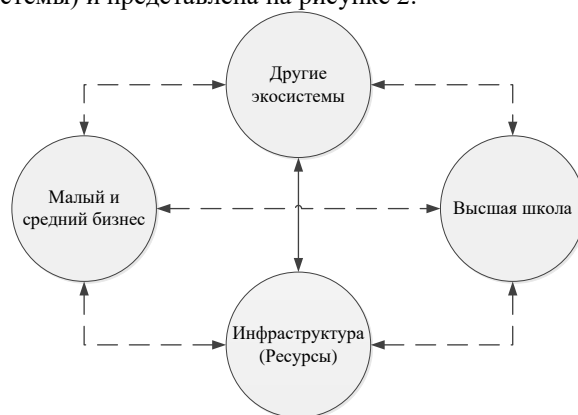 стемы) и представлена на рисунке 2.
Другие
экосистемы
Малый и
средний бизнес
Высшая школа
Инфраструктура
(Ресурсы)